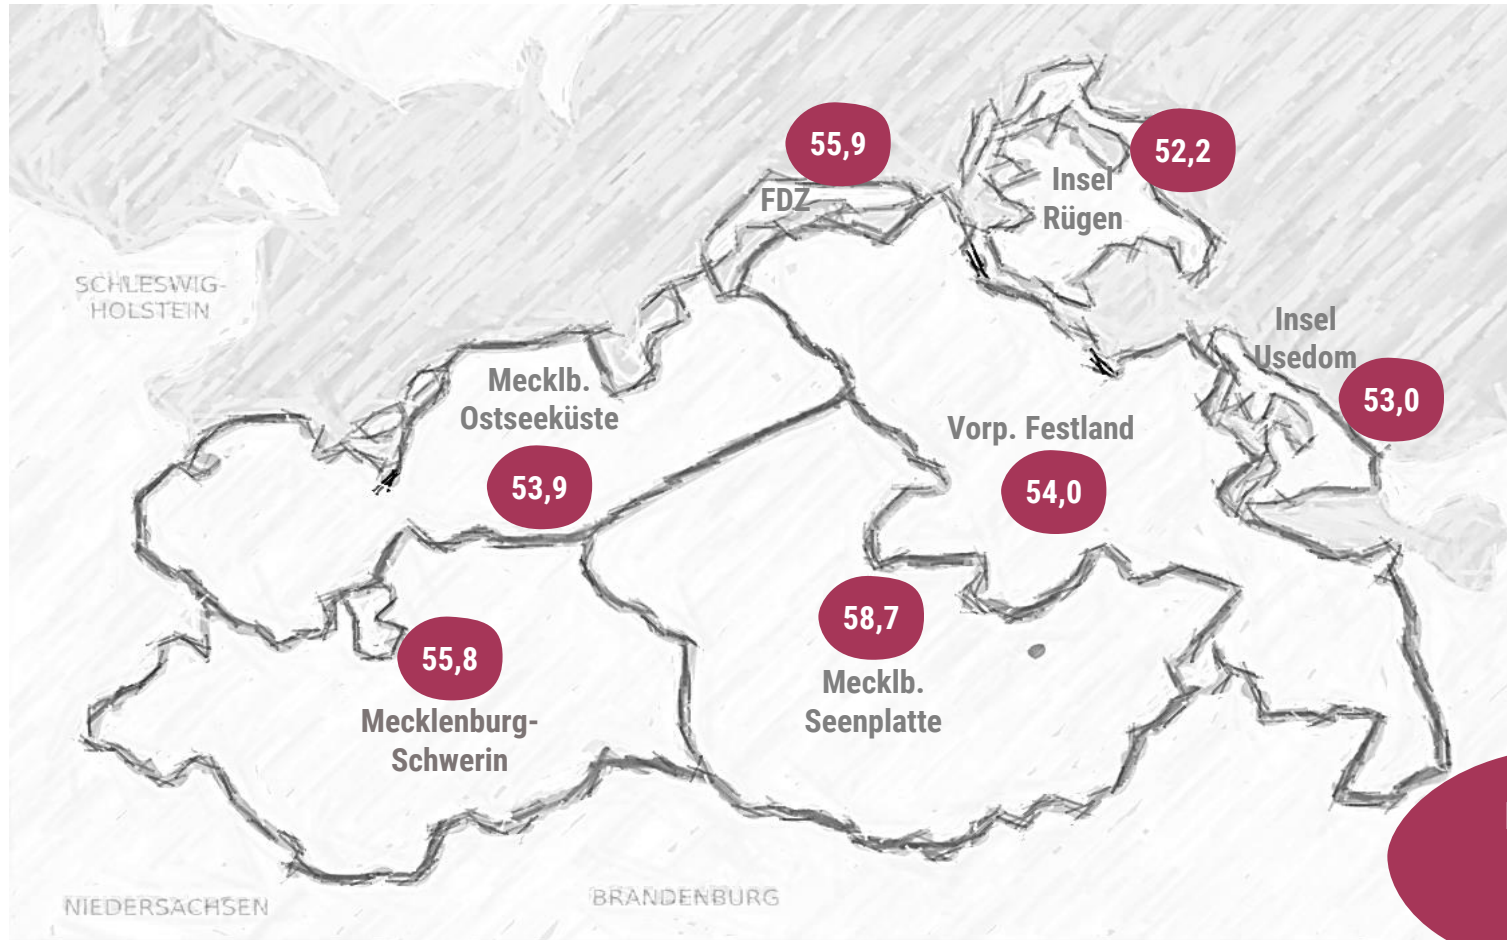 55,9
52,2
FDZ
Insel
Rügen
SCHLESWIG-
HOLSTEIN
Insel
Usedom
53,0
Mecklb.
Ostseeküste
53,9
Vorp. Festland
54,0
58,7
Mecklb.
Seenplatte
55,8
Mecklenburg-
Schwerin
NIEDERSACHSEN
BRANDENBURG